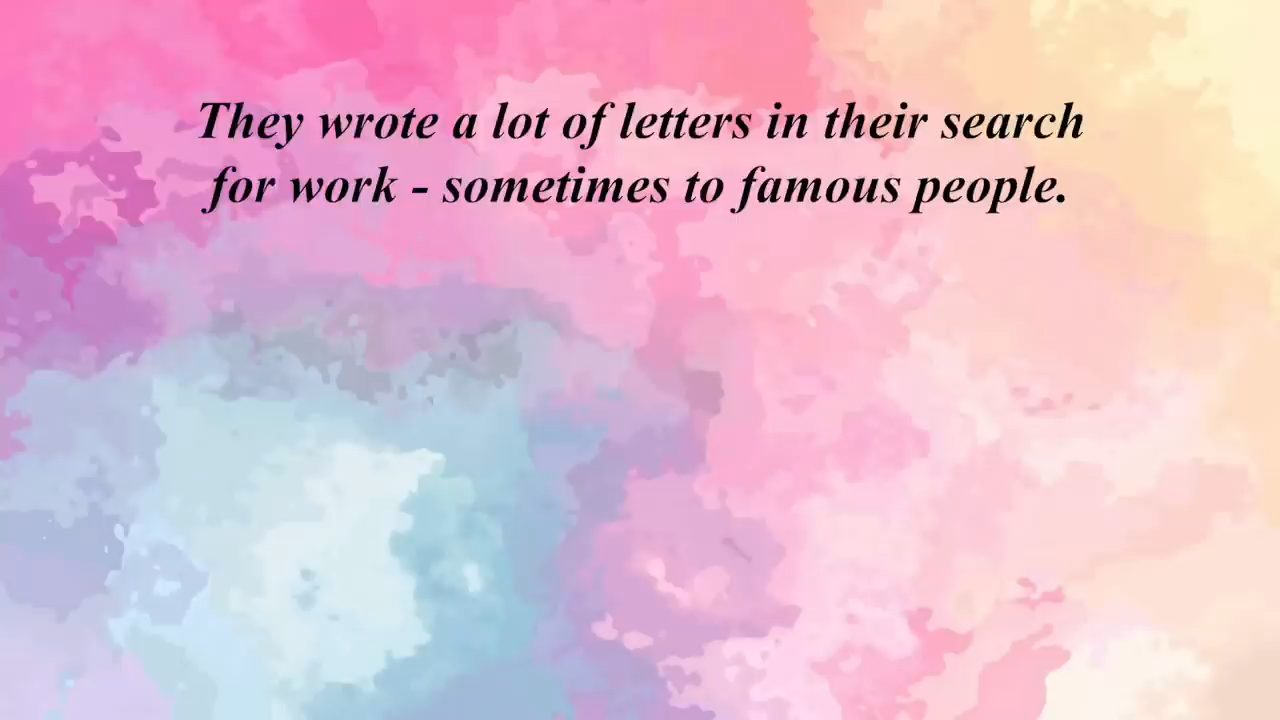 They wrote a lot of letters in their search
for work - sometimes to famous people.